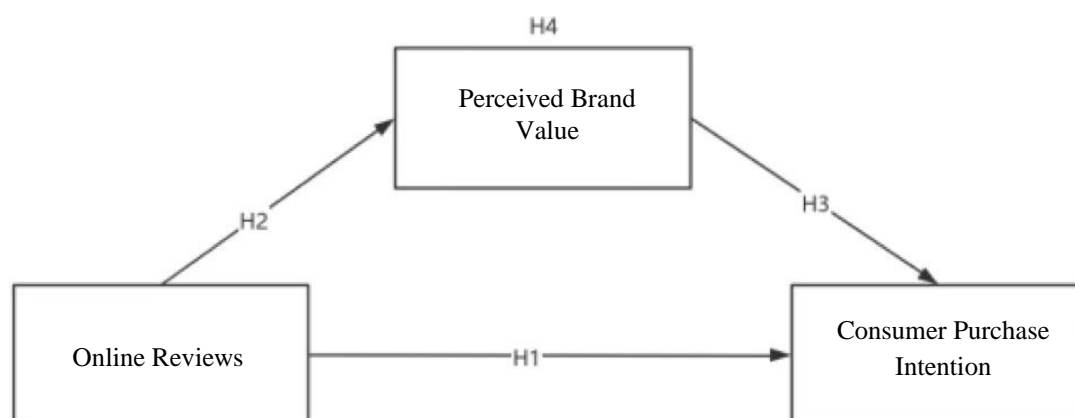 H4
Perceived Brand
Value
H2
H3
Online Reviews
H1
Consumer Purchase
Intention